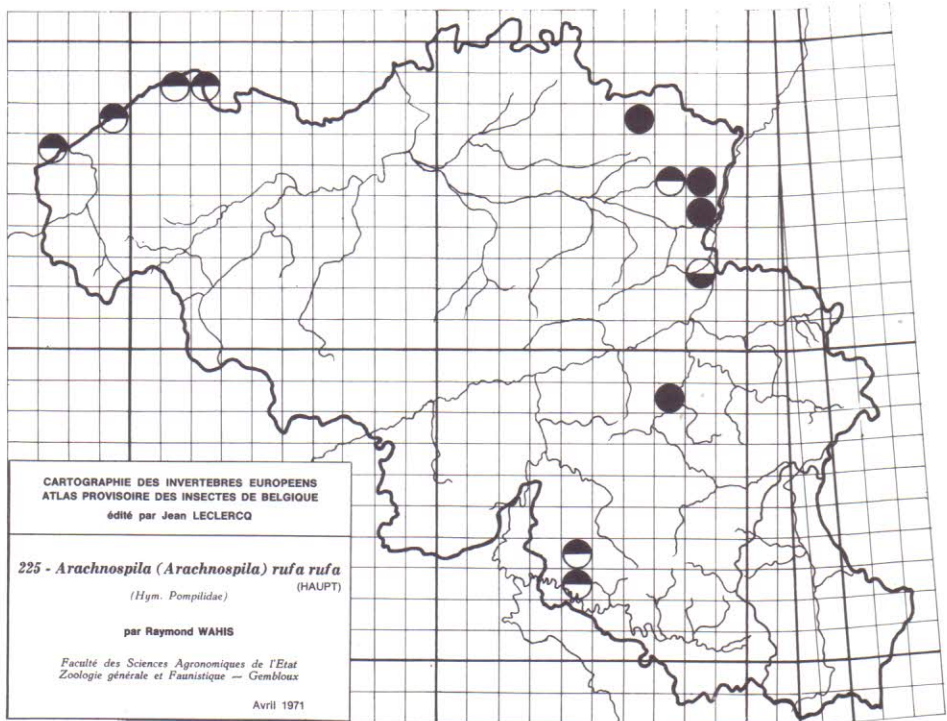 CARTOGRAPHIE DES INVERTEBRES EUROPEENS
ATLAS PROVISOIRE DES INSECTES DE BELGIQUE
édité par Jean LECLERCQ
225 - Arachnospila (Arachnospila) rufa rufa
(HAUPT)
(Hym. Pompilidae)
par Raymond WAHIS
Faculté des Sciences Agronomiques de l'Etat
Zoologie générale et Faunistique — Gembloux
Avril 1971